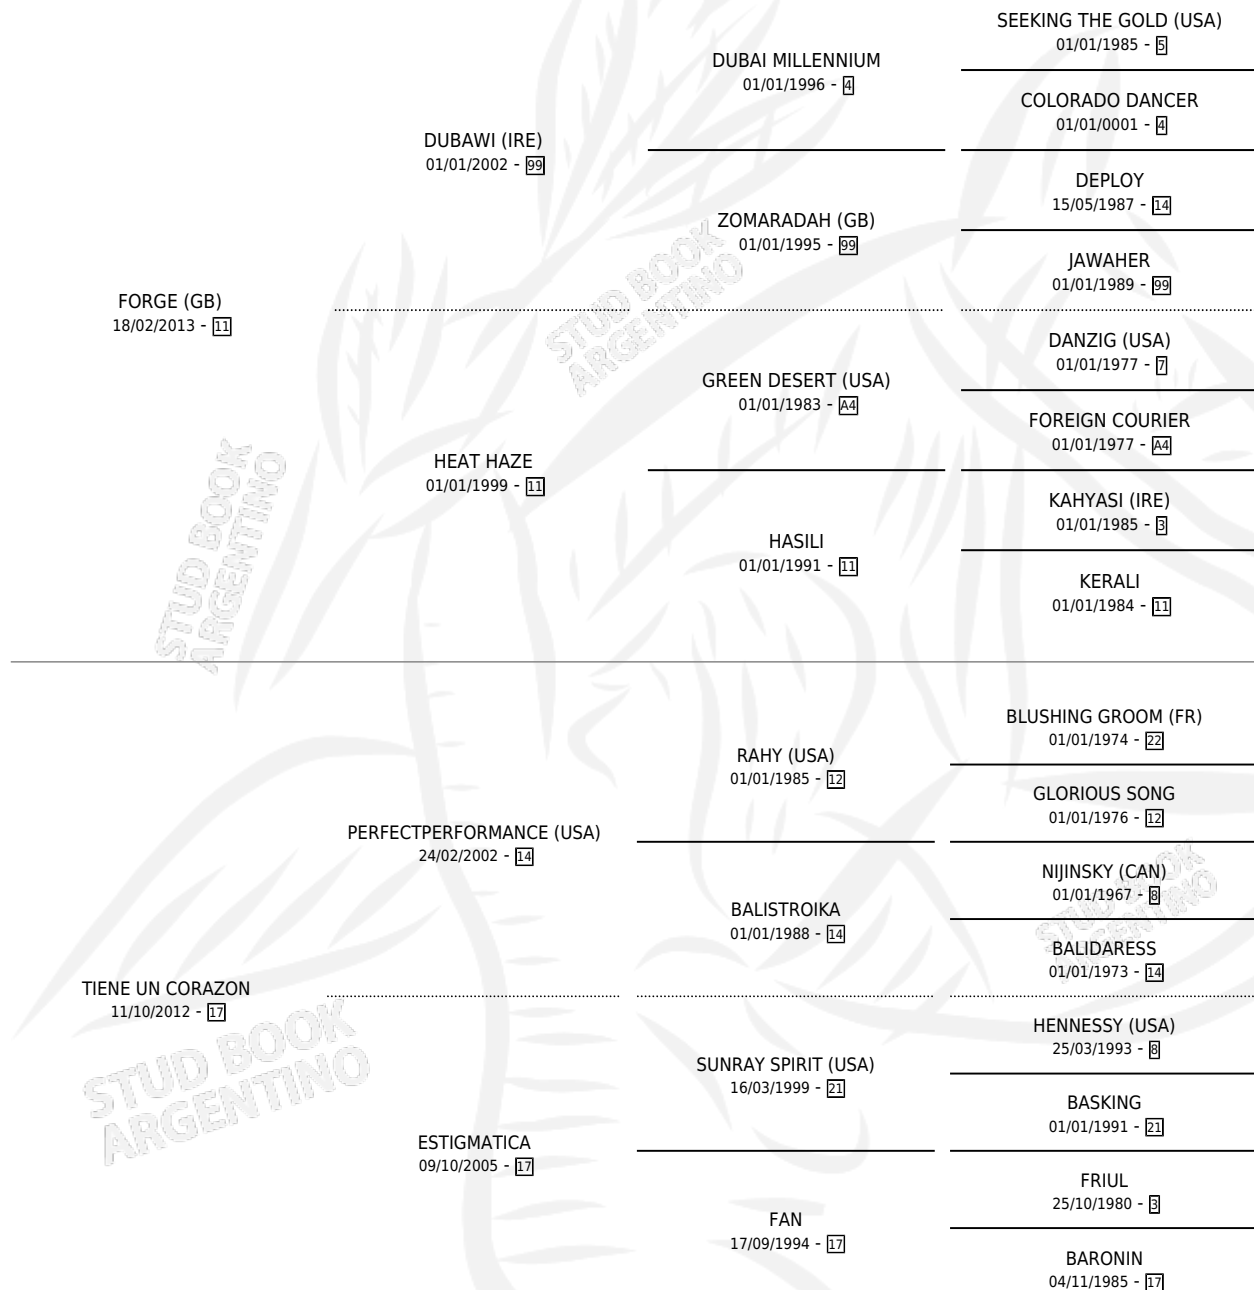 SEEKING THE GOLD (USA)
01/01/1985 - 5
DUBAI MILLENNIUM
01/01/1996 - 4
COLORADO DANCER
01/01/0001 - 4
DUBAWI (IRE)
01/01/2002 - 99
DEPLOY
15/05/1987 - 14
ZOMARADAH (GB)
01/01/1995 - 99
JAWAHER
01/01/1989 - 99
FORGE (GB)
18/02/2013 - 11
STUD BOOK
ARGENTINO
DANZIG (USA)
01/01/1977 - 7
GREEN DESERT (USA)
01/01/1983 - A4
FOREIGN COURIER
01/01/1977 - A4
HEAT HAZE
01/01/1999 - 11
KAHYASI (IRE)
01/01/1985 - 3
HASILI
01/01/1991 - 11
KERALI
01/01/1984 - 11
STUD BOOK
ARGENTINO
BLUSHING GROOM (FR)
01/01/1974 - 22
RAHY (USA)
01/01/1985 - 12
GLORIOUS SONG
01/01/1976 - 12
PERFECTPERFORMANCE (USA)
24/02/2002 - 14
NIJINSKY (CAN)
01/01/1967 - 8
BALISTROIKA
01/01/1988 - 14
STUD BOOK
ARGENTINO
BALIDARESS
01/01/1973 - 14
TIENE UN CORAZON
11/10/2012 - 17
STUD BOOK
ARGENTINO
HENNESSY (USA)
25/03/1993 - 8
SUNRAY SPIRIT (USA)
16/03/1999 - 21
BASKING
01/01/1991 - 21
ESTIGMATICA
09/10/2005 - 17
FRIUL
25/10/1980 - 3
FAN
17/09/1994 - 17
BARONIN
04/11/1985 - 17